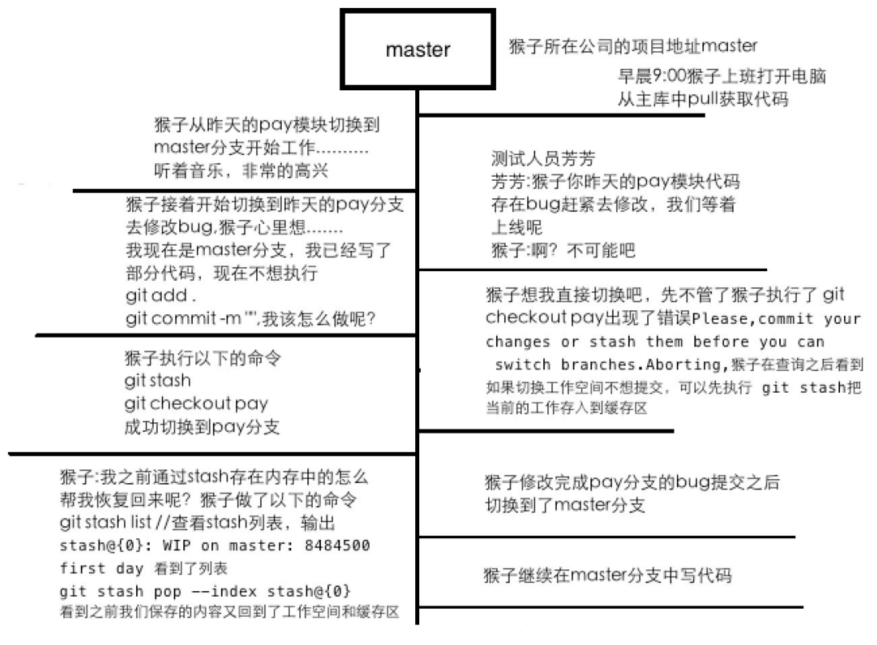 master
猴子所在公司的项目地址master
早晨9:00猴子上班打开电脑
从主库中pull获取代码
猴子从昨天的pay模块切换到
master分支开始工作..........
听着音乐，非常的高兴
测试人员芳芳
芳芳:猴子你昨天的pay模块代码
存在bug赶紧去修改，我们等着
上线呢
猴子:啊？不可能吧
猴子接着开始切换到昨天的pay分支
去修改bug,猴子心里想.......
我现在是master分支，我已经写了
部分代码，现在不想执行
git add .
git commit -m "",我该怎么做呢?
猴子想我直接切换吧，先不管了猴子执行了 git
checkout pay出现了错误Please,commit your
changes or stash them before you can
switch branches.Aborting,猴子在查询之后看到
如果切换工作空间不想提交，可以先执行 git stash把
当前的工作存入到缓存区
猴子执行以下的命令
git stash
git checkout pay
成功切换到pay分支
猴子修改完成pay分支的bug提交之后
切换到了master分支
猴子:我之前通过stash存在内存中的怎么
帮我恢复回来呢？猴子做了以下的命令
git stash list //查看stash列表，输出
stash@{0}: WIP on master: 8484500
first day 看到了列表
git stash pop --index stash@{0}
看到之前我们保存的内容又回到了工作空间和缓存区
猴子继续在master分支中写代码